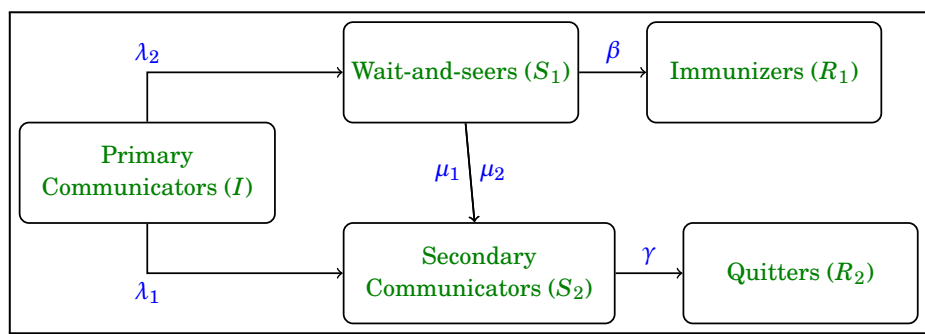 λ₂
Wait-and-seers (S₁)
β
Immunizers (R₁)
Primary
Communicators (I)
μ₁ μ₂
λ₁
Secondary
Communicators (S₂)
γ
Quitters (R₂)